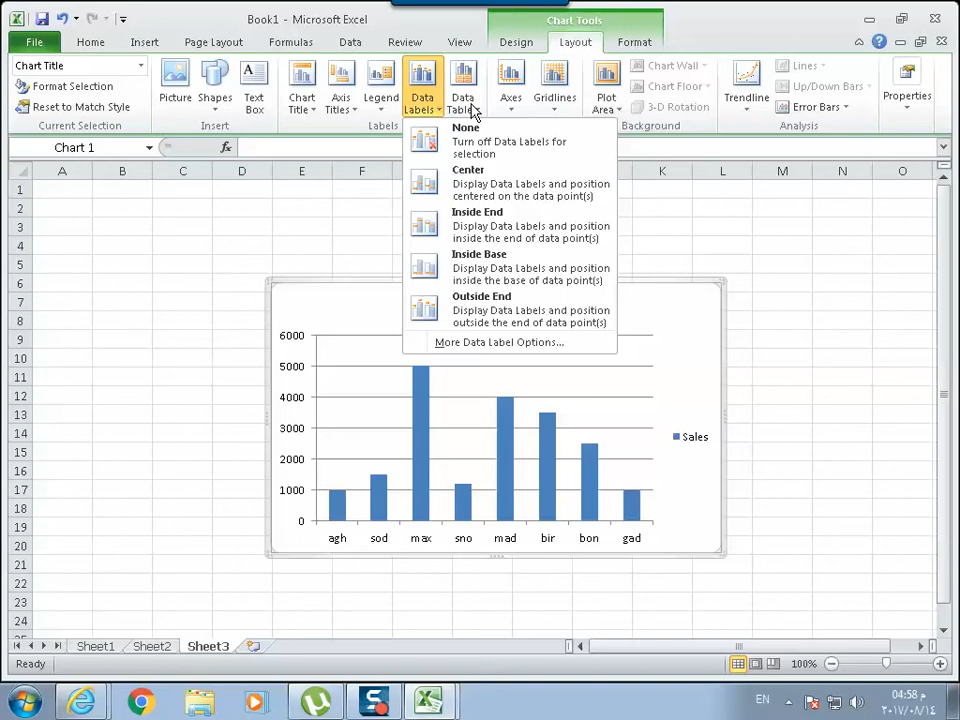 Book1 - Microsoft Excel
Chart Tools
File Home Insert Page Layout Formulas Data Review View Design Layout Format
Chart Title
Format Selection
Reset to Match Style
Current Selection
Picture
Shapes
Text
Box
Insert
Chart
Title
Axis
Titles
Legend
Data
Labels
Data
Table
Labels
Axes
Gridlines
Plot
Area
Chart Wall
Chart Floor
3-D Rotation
Background
Trendline
Lines
Up/Down Bars
Error Bars
Analysis
Properties
Chart 1
fx
A B C D E F K L M N O
None
Turn off Data Labels for
selection
Center
Display Data Labels and position
centered on the data point(s)
Inside End
Display Data Labels and position
inside the end of data point(s)
Inside Base
Display Data Labels and position
inside the base of data point(s)
Outside End
Display Data Labels and position
outside the end of data point(s)
More Data Label Options...
1
2
3
4
5
6
7
8
9
10
11
12
13
14
15
16
17
18
19
20
21
22
23
24
6000
5000
4000
3000
2000
1000
0
agh sod max sno mad bir bon gad
Sales
Sheet1 Sheet2 Sheet3
Ready
100%
EN
04:58 م
٢٠١٧/٠٨/١٤